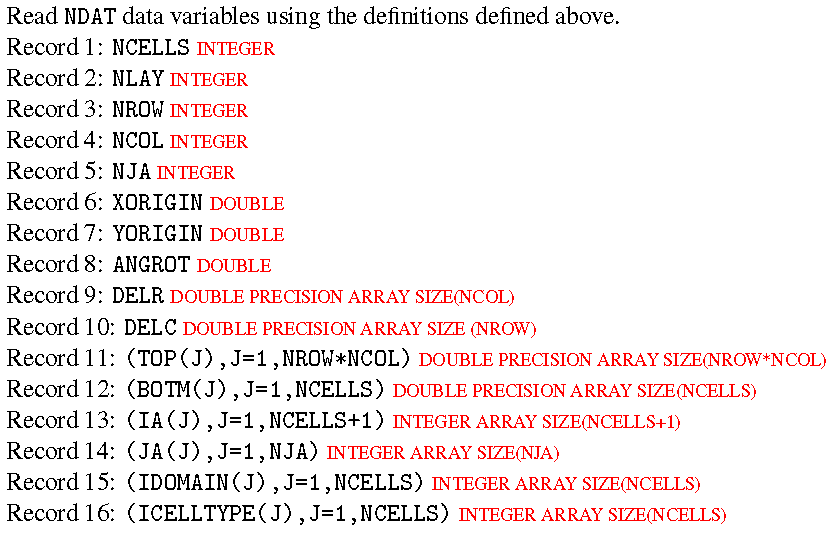 Read NDAT data variables using the definitions defined above.
Record 1: NCELLS INTEGER
Record 2: NLAY INTEGER
Record 3: NROW INTEGER
Record 4: NCOL INTEGER
Record 5: NJA INTEGER
Record 6: XORIGIN DOUBLE
Record 7: YORIGIN DOUBLE
Record 8: ANGROT DOUBLE
Record 9: DELR DOUBLE PRECISION ARRAY SIZE(NCOL)
Record 10: DELC DOUBLE PRECISION ARRAY SIZE (NROW)
Record 11: (TOP(J),J=1,NROW*NCOL) DOUBLE PRECISION ARRAY SIZE(NROW*NCOL)
Record 12: (BOTM(J),J=1,NCELLS) DOUBLE PRECISION ARRAY SIZE(NCELLS)
Record 13: (IA(J),J=1,NCELLS+1) INTEGER ARRAY SIZE(NCELLS+1)
Record 14: (JA(J),J=1,NJA) INTEGER ARRAY SIZE(NJA)
Record 15: (IDOMAIN(J),J=1,NCELLS) INTEGER ARRAY SIZE(NCELLS)
Record 16: (ICELLTYPE(J),J=1,NCELLS) INTEGER ARRAY SIZE(NCELLS)